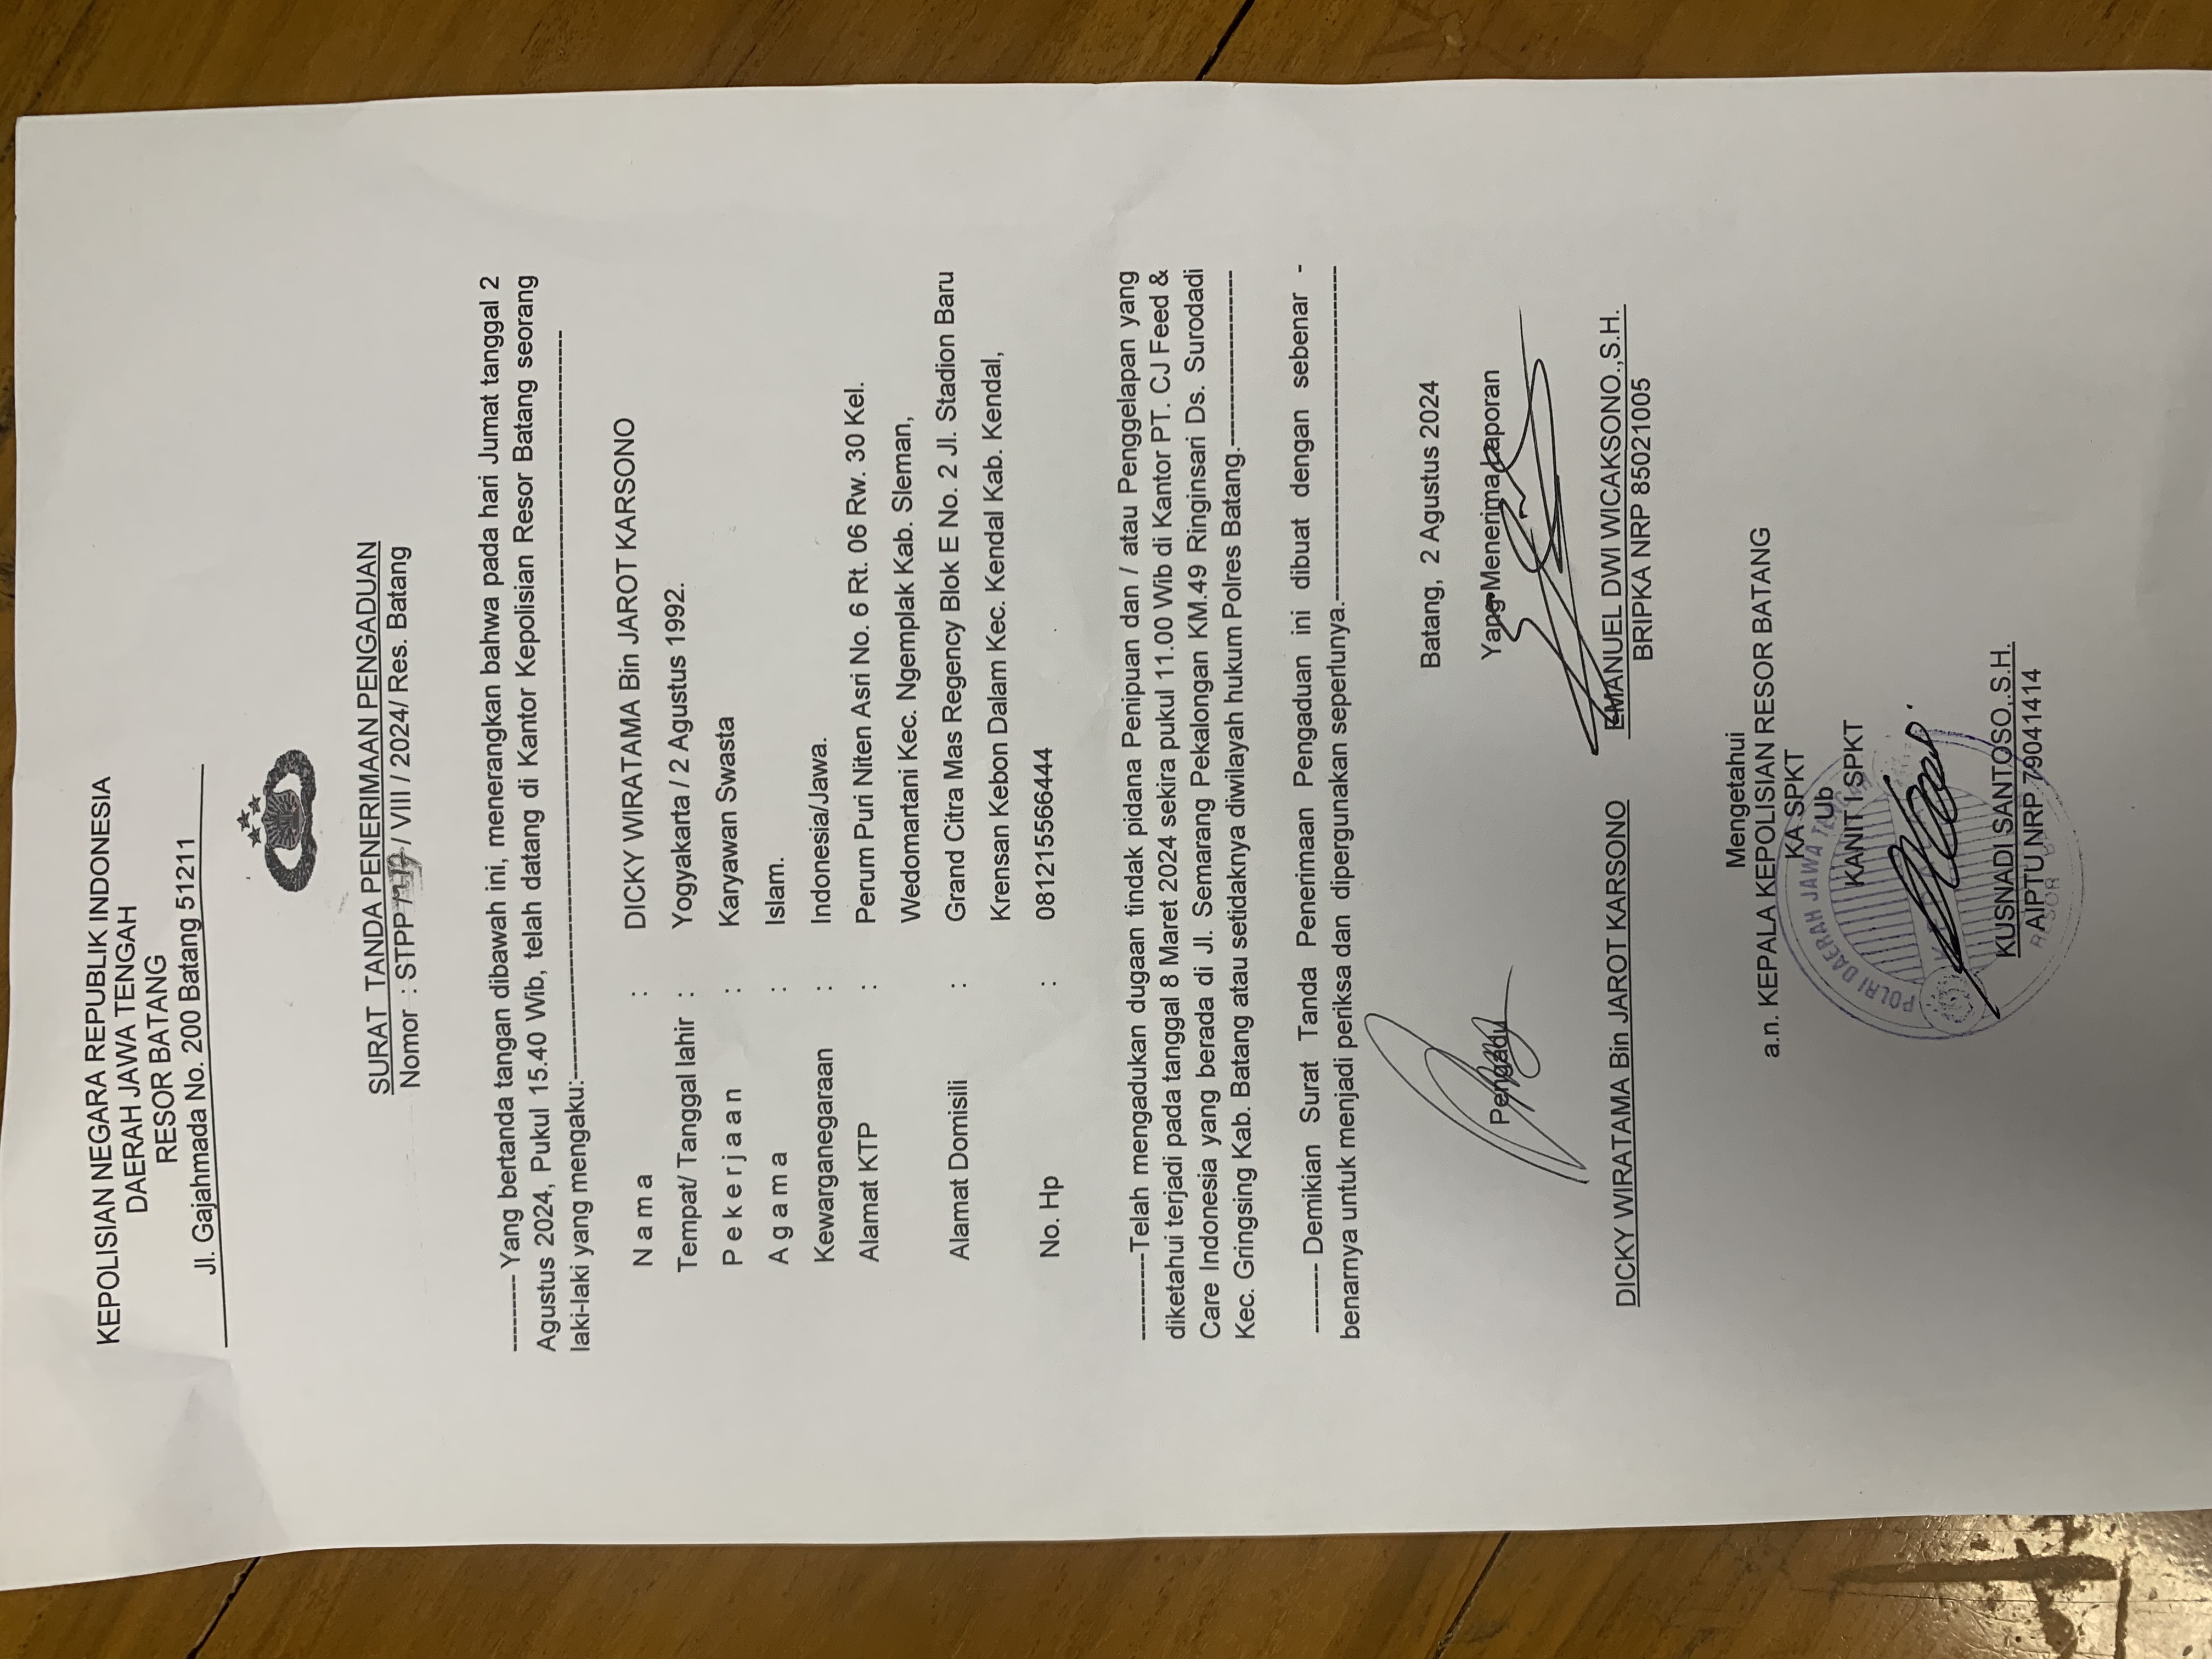 KEPOLISIAN NEGARA REPUBLIK INDONESIA
DAERAH JAWA TENGAH
RESOR BATANG
Jl. Gajahmada No. 200 Batang 51211
SURAT TANDA PENERIMAAN PENGADUAN
Nomor : STPP / / VIII / 2024/ Res. Batang
--------- Yang bertanda tangan dibawah ini, menerangkan bahwa pada hari Jumat tanggal 2
Agustus 2024, Pukul 15.40 Wib, telah datang di Kantor Kepolisian Resor Batang seorang
laki-laki yang mengaku:--------------------------------------------------------------------------------------
N a m a : DICKY WIRATAMA Bin JAROT KARSONO
Tempat/ Tanggal lahir : Yogyakarta / 2 Agustus 1992.
P e k e r j a a n : Karyawan Swasta
A g a m a : Islam.
Kewarganegaraan : Indonesia/Jawa.
Alamat KTP : Perum Puri Niten Asri No. 6 Rt. 06 Rw. 30 Kel.
Wedomartani Kec. Ngemplak Kab. Sleman,
Alamat Domisili : Grand Citra Mas Regency Blok E No. 2 Jl. Stadion Baru
Krensan Kebon Dalam Kec. Kendal Kab. Kendal,
No. Hp : 081215566444
----------Telah mengadukan dugaan tindak pidana Penipuan dan / atau Penggelapan yang
diketahui terjadi pada tanggal 8 Maret 2024 sekira pukul 11.00 Wib di Kantor PT. CJ Feed &
Care Indonesia yang berada di Jl. Semarang Pekalongan KM.49 Ringinsari Ds. Surodadi
Kec. Gringsing Kab. Batang atau setidaknya diwilayah hukum Polres Batang.--------------------
-------- Demikian Surat Tanda Penerimaan Pengaduan ini dibuat dengan sebenar -
benarnya untuk menjadi periksa dan dipergunakan seperlunya.--------------------------------------
Batang, 2 Agustus 2024
Pengadu
Yang Menerima Laporan
DICKY WIRATAMA Bin JAROT KARSONO
EMANUEL DWI WICAKSONO.,S.H.
BRIPKA NRP 85021005
Mengetahui
a.n. KEPALA KEPOLISIAN RESOR BATANG
KA SPKT
Ub
KANIT I SPKT
POLRI DAERAH JAWA TENGAH
KEPALA
KUSNADI SANTOSO,.S.H.
AIPTU NRP 79041414
RESOR